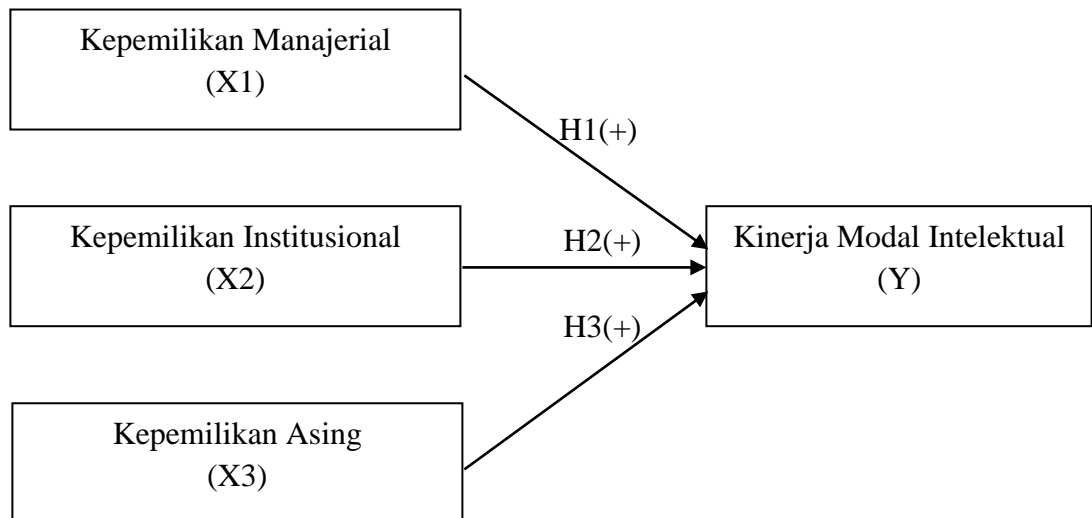 Kepemilikan Manajerial
(X1)
H1(+)
Kepemilikan Institusional
(X2)
H2(+)
Kinerja Modal Intelektual
(Y)
H3(+)
Kepemilikan Asing
(X3)